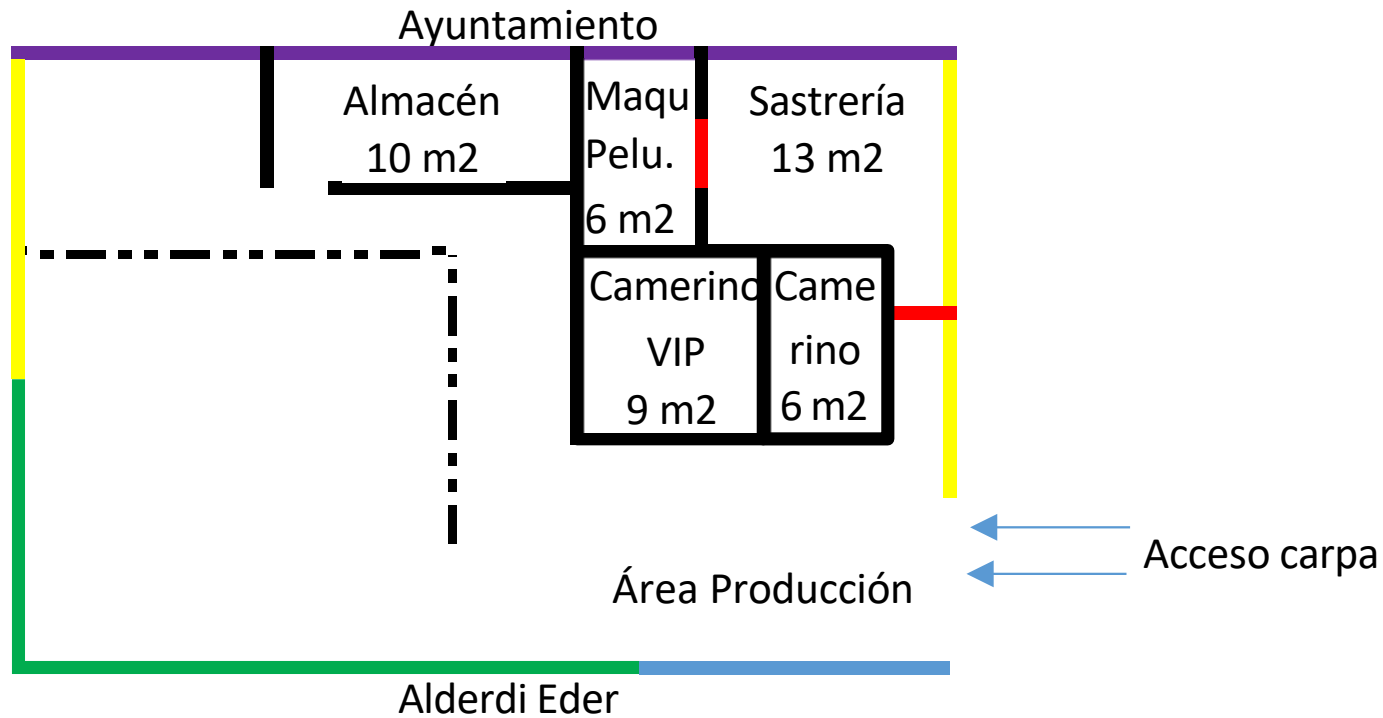 Ayuntamiento
Almacén
10 m2
Maqu
Pelu.
6 m2
Sastrería
13 m2
Camerino
VIP
9 m2
Came
rino
6 m2
Acceso carpa
Área Producción
Alderdi Eder